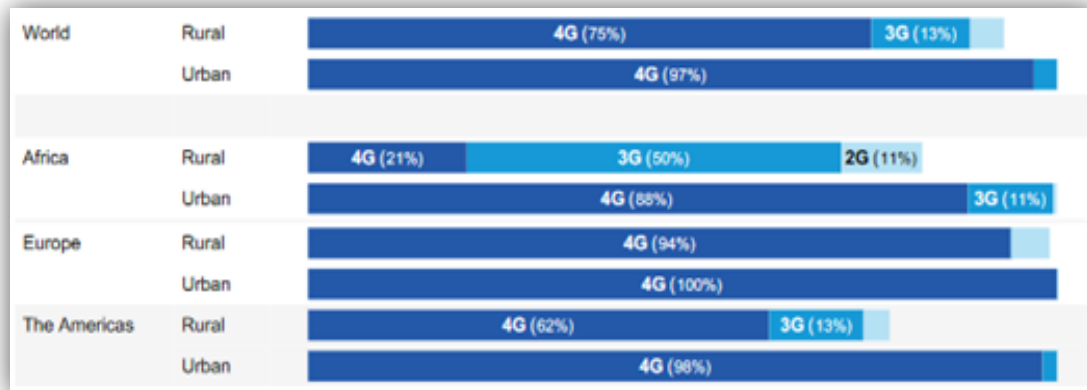 World Rural 4G (75%) 3G (13%)
Urban 4G (97%)
Africa Rural 4G (21%) 3G (50%) 2G (11%)
Urban 4G (88%) 3G (11%)
Europe Rural 4G (94%)
Urban 4G (100%)
The Americas Rural 4G (62%) 3G (13%)
Urban 4G (98%)